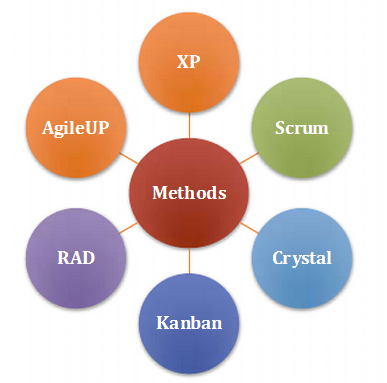 XP
AgileUP
Scrum
Methods
RAD
Crystal
Kanban